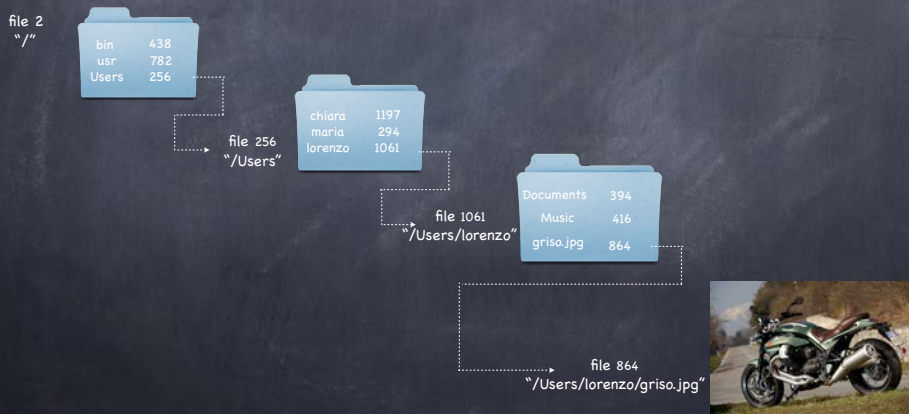 file 2
“/”
bin 438
usr 782
Users 256
file 256
“/Users”
chiara 1197
maria 294
lorenzo 1061
file 1061
“/Users/lorenzo”
Documents 394
Music 416
griso.jpg 864
file 864
“/Users/lorenzo/griso.jpg”